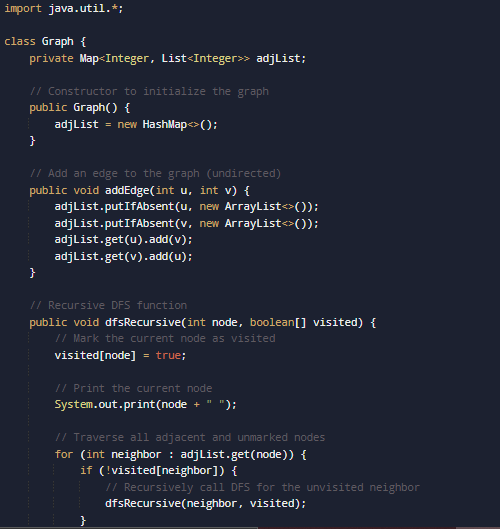 import java.util.*;
class Graph {
private Map<Integer, List<Integer>> adjList;
// Constructor to initialize the graph
public Graph() {
adjList = new HashMap<>();
}
// Add an edge to the graph (undirected)
public void addEdge(int u, int v) {
adjList.putIfAbsent(u, new ArrayList<>());
adjList.putIfAbsent(v, new ArrayList<>());
adjList.get(u).add(v);
adjList.get(v).add(u);
}
// Recursive DFS function
public void dfsRecursive(int node, boolean[] visited) {
// Mark the current node as visited
visited[node] = true;
// Print the current node
System.out.print(node + " ");
// Traverse all adjacent and unmarked nodes
for (int neighbor : adjList.get(node)) {
if (!visited[neighbor]) {
// Recursively call DFS for the unvisited neighbor
dfsRecursive(neighbor, visited);
}